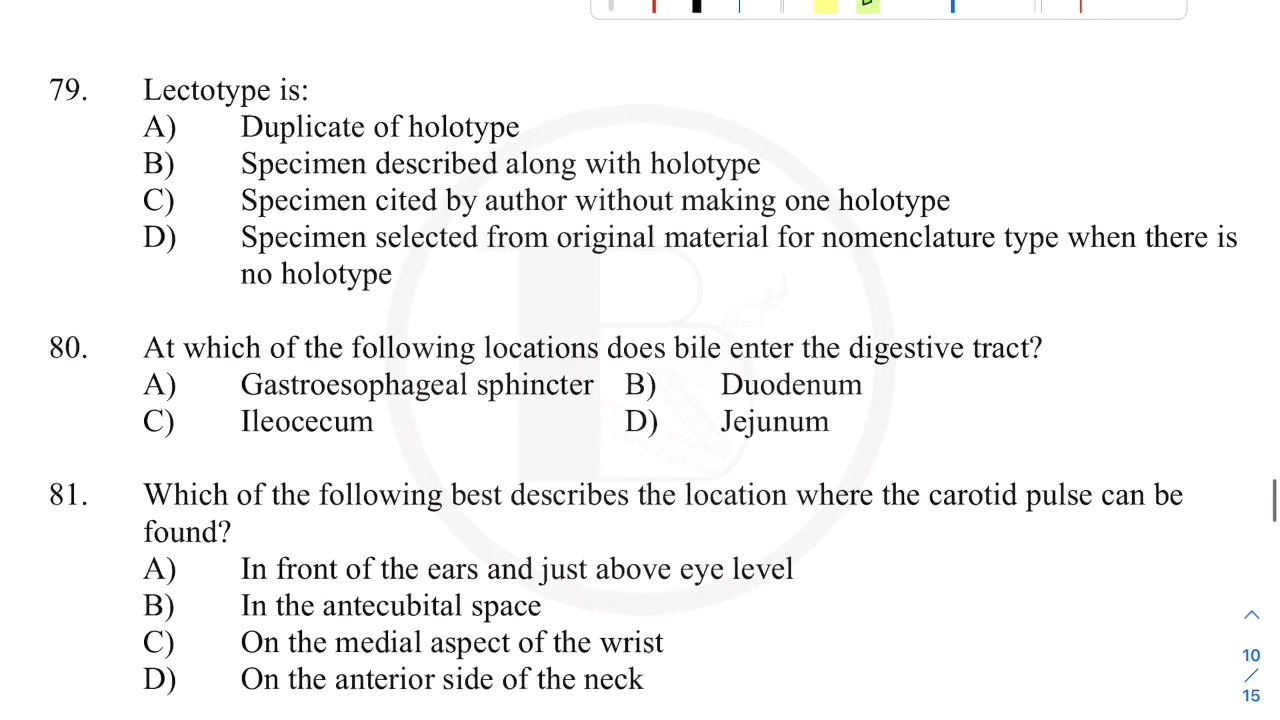 79. Lectotype is:
A) Duplicate of holotype
B) Specimen described along with holotype
C) Specimen cited by author without making one holotype
D) Specimen selected from original material for nomenclature type when there is
no holotype
80. At which of the following locations does bile enter the digestive tract?
A) Gastroesophageal sphincter B) Duodenum
C) Ileocecum D) Jejunum
81. Which of the following best describes the location where the carotid pulse can be
found?
A) In front of the ears and just above eye level
B) In the antecubital space
C) On the medial aspect of the wrist
D) On the anterior side of the neck
10
/
15